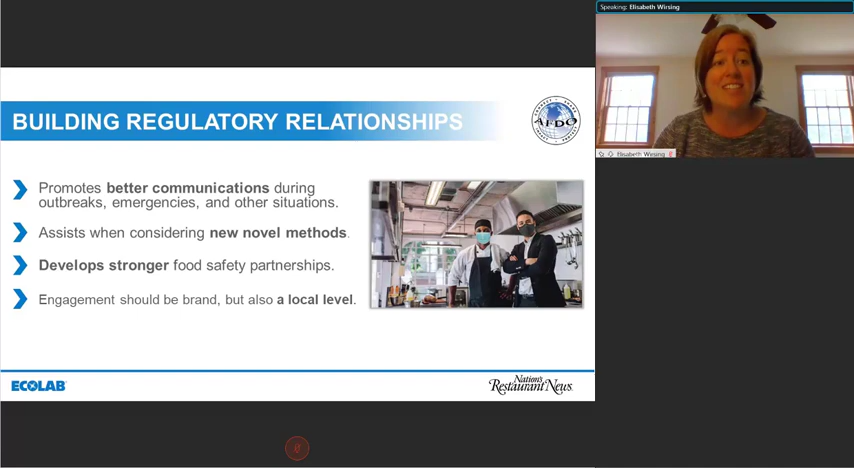 Speaking: Elisabeth Wirsing
BUILDING REGULATORY RELATIONSHIPS
AFDO
Promotes better communications during
outbreaks, emergencies, and other situations.
Assists when considering new novel methods.
Develops stronger food safety partnerships.
Engagement should be brand, but also a local level.
Elisabeth Wirsing
ECOLAB
Nation's
Restaurant News